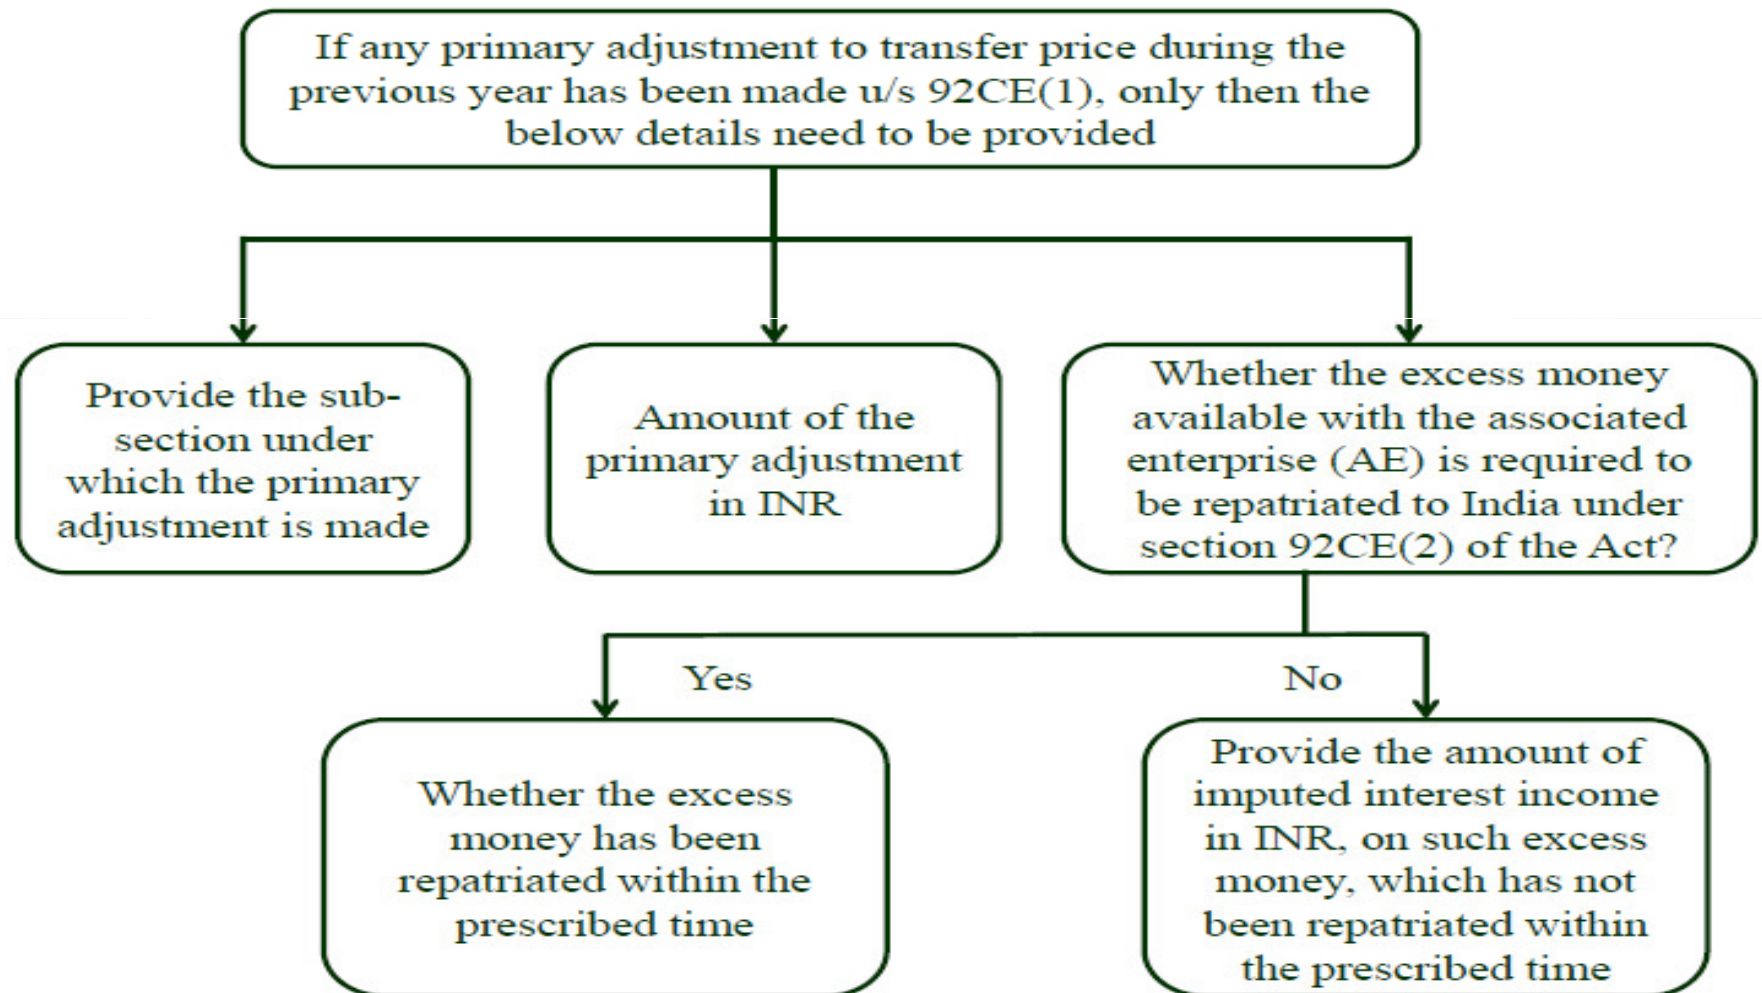 If any primary adjustment to transfer price during the
previous year has been made u/s 92CE(1), only then the
below details need to be provided
Provide the sub-
section under
which the primary
adjustment is made
Amount of the
primary adjustment
in INR
Whether the excess money
available with the associated
enterprise (AE) is required to
be repatriated to India under
section 92CE(2) of the Act?
Yes
No
Whether the excess
money has been
repatriated within the
prescribed time
Provide the amount of
imputed interest income
in INR, on such excess
money, which has not
been repatriated within
the prescribed time